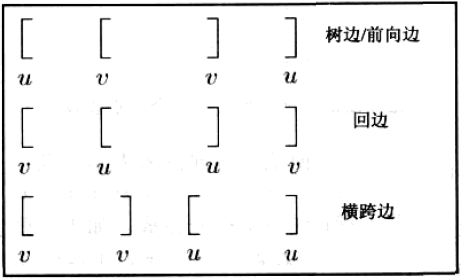 [ [ ] ] 树边/前向边
u v v u
[ [ ] ] 回边
v u u v
[ ] [ ] 横跨边
v v u u